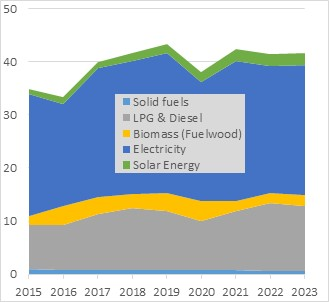 50
40
30
20
10
0
Solid fuels
LPG & Diesel
Biomass (Fuelwood)
Electricity
Solar Energy
2015 2016 2017 2018 2019 2020 2021 2022 2023